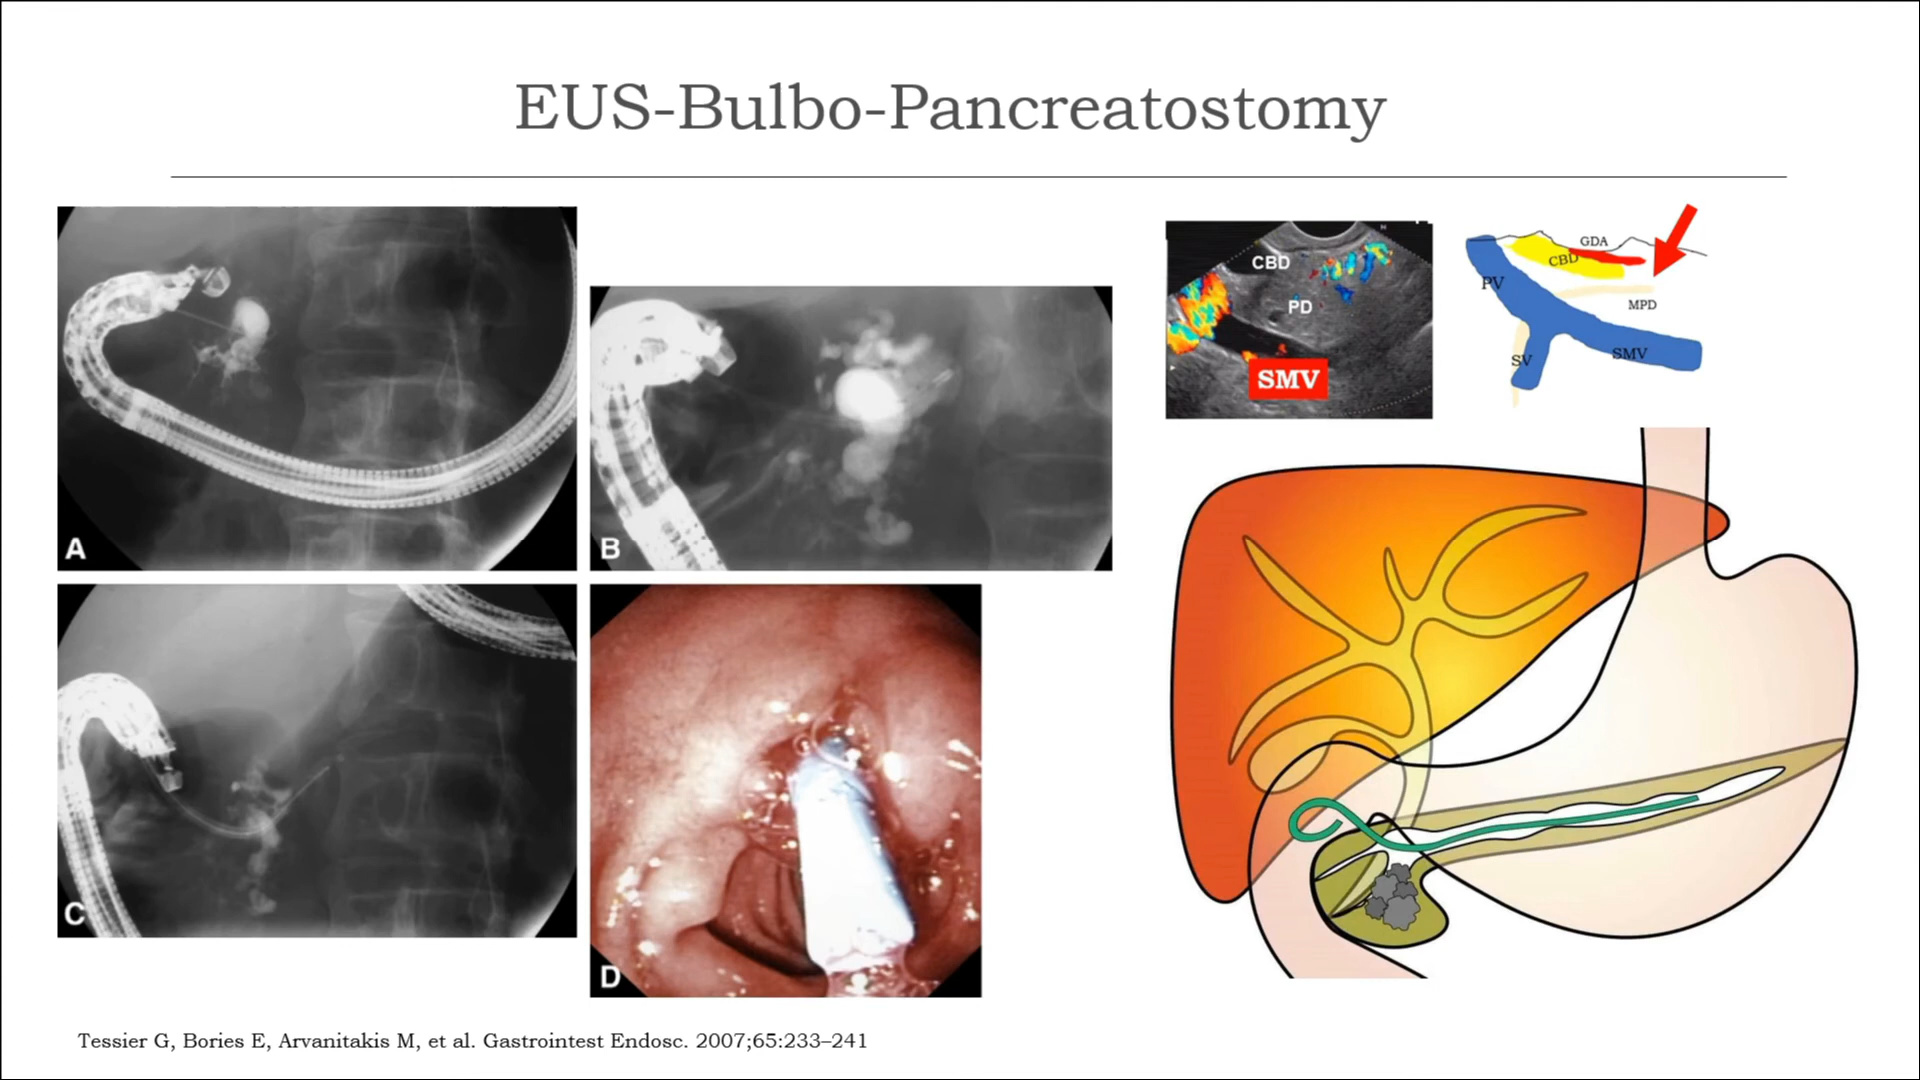 EUS-Bulbo-Pancreatostomy
A
B
C
D
CBD
PD
SMV
H
GDA
CBD
PV
MPD
SV
SMV
Tessier G, Bories E, Arvanitakis M, et al. Gastrointest Endosc. 2007;65:233–241